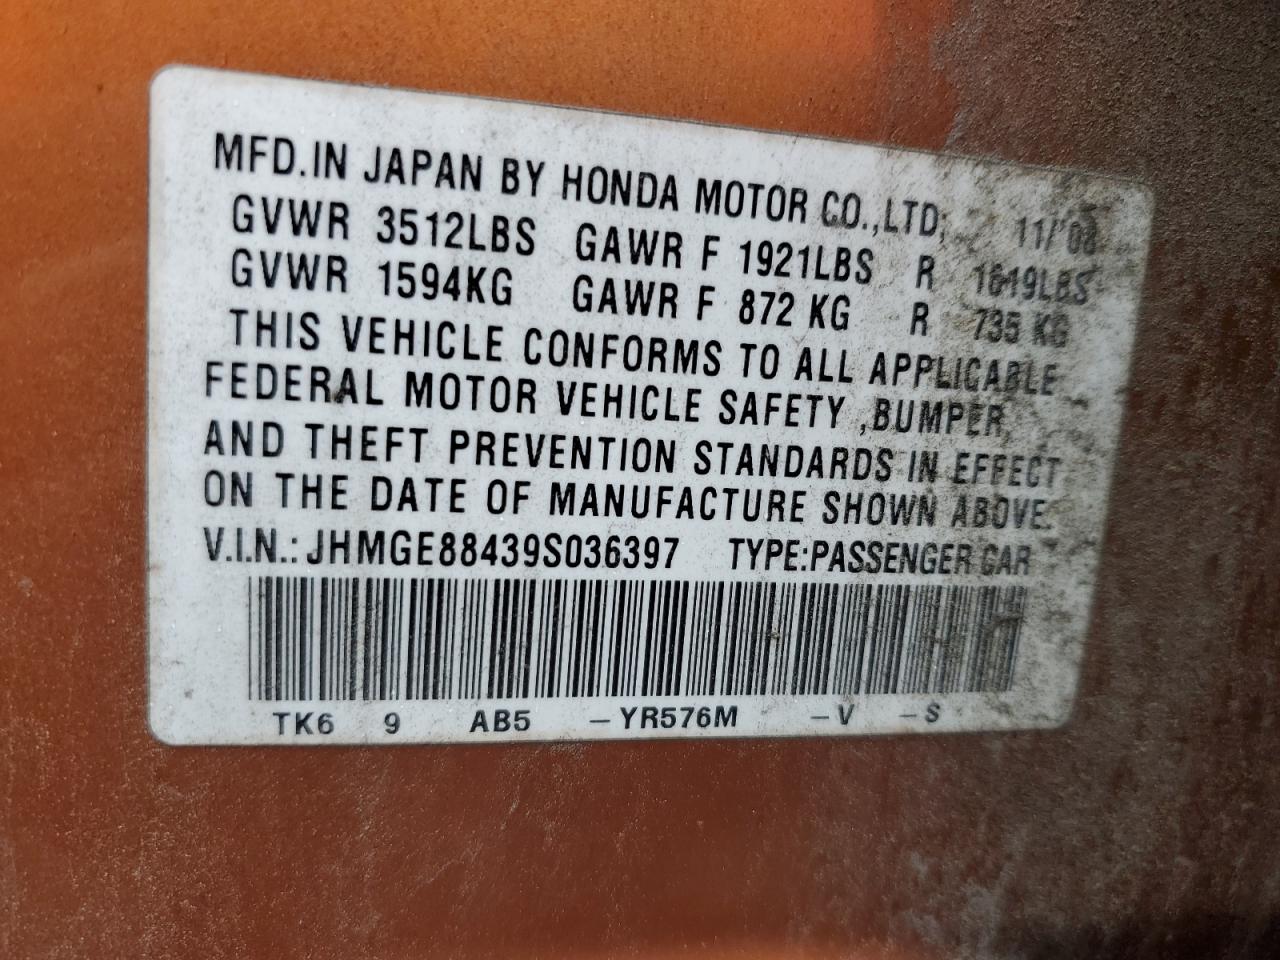 MFD.IN JAPAN BY HONDA MOTOR CO.,LTD; 11/'08
GVWR 3512LBS GAWR F 1921LBS R 1619LBS
GVWR 1594KG GAWR F 872 KG R 735 KG
THIS VEHICLE CONFORMS TO ALL APPLICABLE
FEDERAL MOTOR VEHICLE SAFETY ,BUMPER,
AND THEFT PREVENTION STANDARDS IN EFFECT
ON THE DATE OF MANUFACTURE SHOWN ABOVE.
V.I.N.: JHMGE88439S036397 TYPE:PASSENGER CAR
TK6 9 AB5 –YR576M –V –S